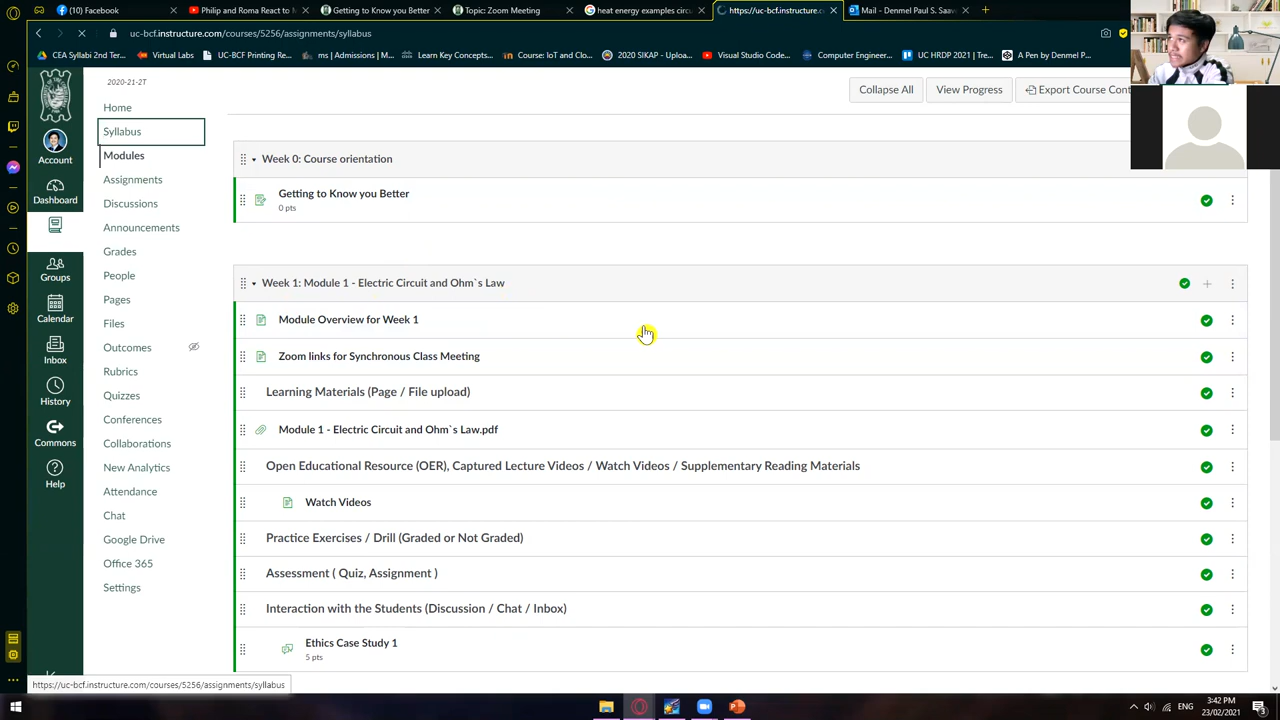 (2) Facebook
Philip and Roma React to M
Getting to Know you Better
Topic: Zoom Meeting
heat energy examples circ
https://uc-bcf.instructure.c
Mail - Denmel Paul S. Saav
uc-bcf.instructure.com/courses/5256/assignments/syllabus
CEA Syllabi 2nd Ter...
Virtual Labs
UC-BCF Printing Re...
ms | Admissions | M...
Learn Key Concepts...
Course: IoT and Clo...
2020 SIKAP - Uploa...
Visual Studio Code...
Computer Engineer...
UC HRDP 2021 | Tre...
A Pen by Denmel P...
2020-21-2T
Collapse All
View Progress
Export Course Cont
Account
Dashboard
Groups
Calendar
Inbox
History
Commons
Help
Home
Syllabus
Modules
Assignments
Discussions
Announcements
Grades
People
Pages
Files
Outcomes
Rubrics
Quizzes
Conferences
Collaborations
New Analytics
Attendance
Chat
Google Drive
Office 365
Settings
Week 0: Course orientation
Getting to Know you Better
0 pts
Week 1: Module 1 - Electric Circuit and Ohm`s Law
Module Overview for Week 1
Zoom links for Synchronous Class Meeting
Learning Materials (Page / File upload)
Module 1 - Electric Circuit and Ohm`s Law.pdf
Open Educational Resource (OER), Captured Lecture Videos / Watch Videos / Supplementary Reading Materials
Watch Videos
Practice Exercises / Drill (Graded or Not Graded)
Assessment ( Quiz, Assignment )
Interaction with the Students (Discussion / Chat / Inbox)
Ethics Case Study 1
5 pts
https://uc-bcf.instructure.com/courses/5256/assignments/syllabus
ENG
3:42 PM
23/02/2021